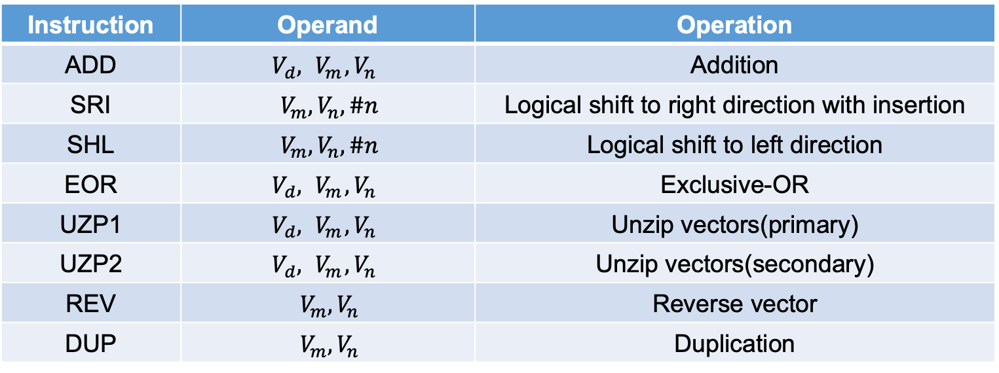 Instruction Operand Operation
ADD V_d, V_m, V_n Addition
SRI V_m, V_n, #n Logical shift to right direction with insertion
SHL V_m, V_n, #n Logical shift to left direction
EOR V_d, V_m, V_n Exclusive-OR
UZP1 V_d, V_m, V_n Unzip vectors(primary)
UZP2 V_d, V_m, V_n Unzip vectors(secondary)
REV V_m, V_n Reverse vector
DUP V_m, V_n Duplication